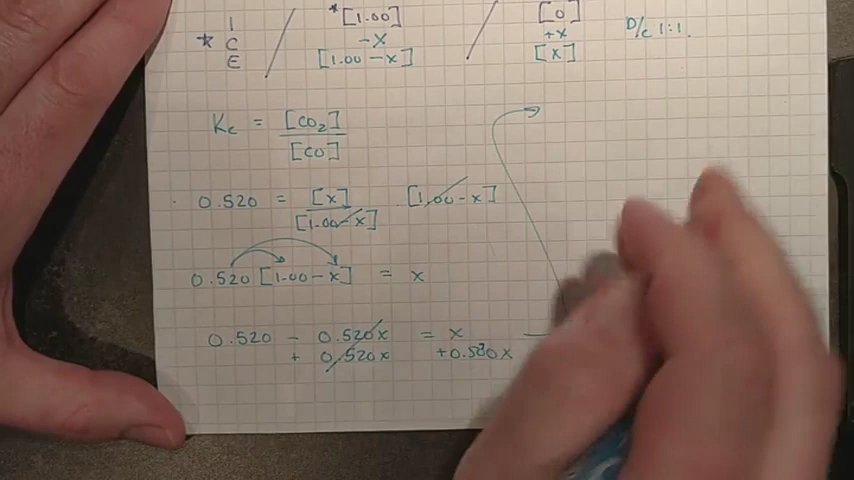 I *[1.00] [0] D/c 1:1.
* C -x +x
E [1.00-x] [x]
Kc = [CO2]
[CO]
0.520 = [x] [1.00-x]
[1.00-x]
0.520 [1.00-x] = x
0.520 - 0.520x = x
+ 0.520x +0.520x